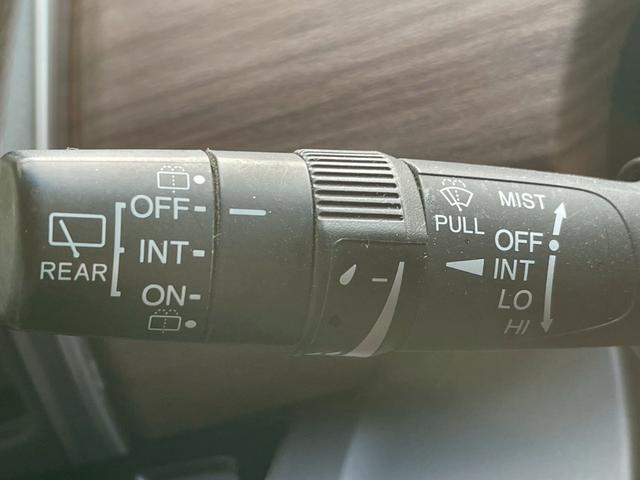 REAR
OFF
INT
ON
PULL
MIST
OFF
INT
LO
HI